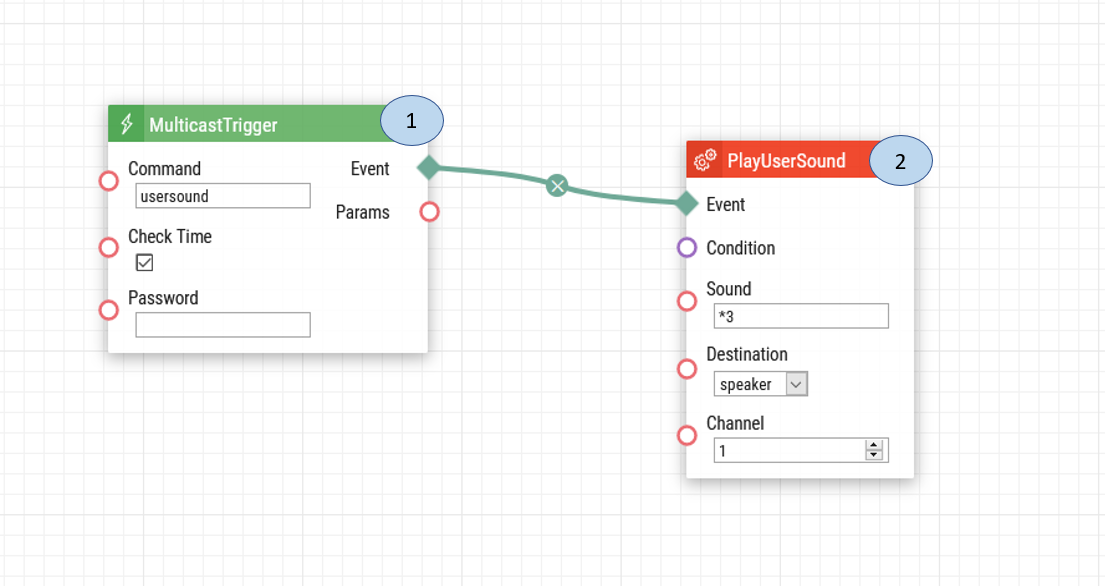 MulticastTrigger
1
Command
Event
usersound
Params
Check Time
Password
PlayUserSound
2
Event
Condition
Sound
*3
Destination
speaker
Channel
1